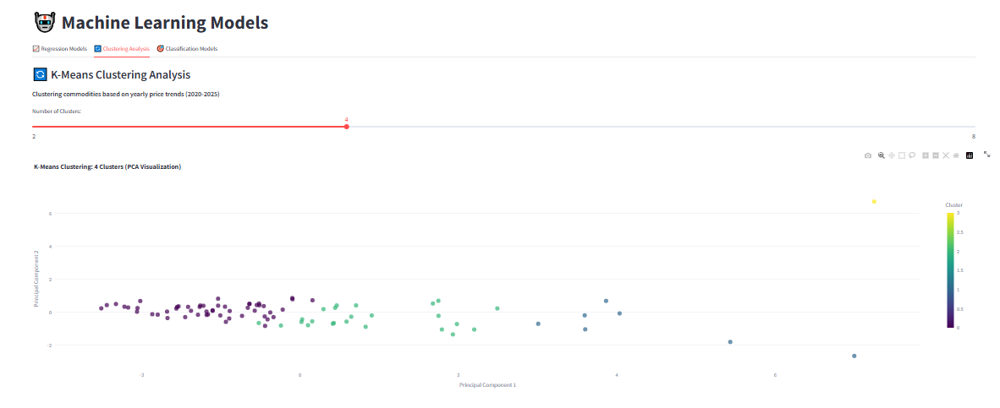 Machine Learning Models
Regression Models Clustering Analysis Classification Models
K-Means Clustering Analysis
Clustering commodities based on yearly price trends (2020-2025)
Number of Clusters:
4
2 8
K-Means Clustering: 4 Clusters (PCA Visualization)
Cluster
3
2.5
2
1.5
1
0.5
0
Principal Component 2
6
4
2
0
−2
−2 0 2 4 6
Principal Component 1